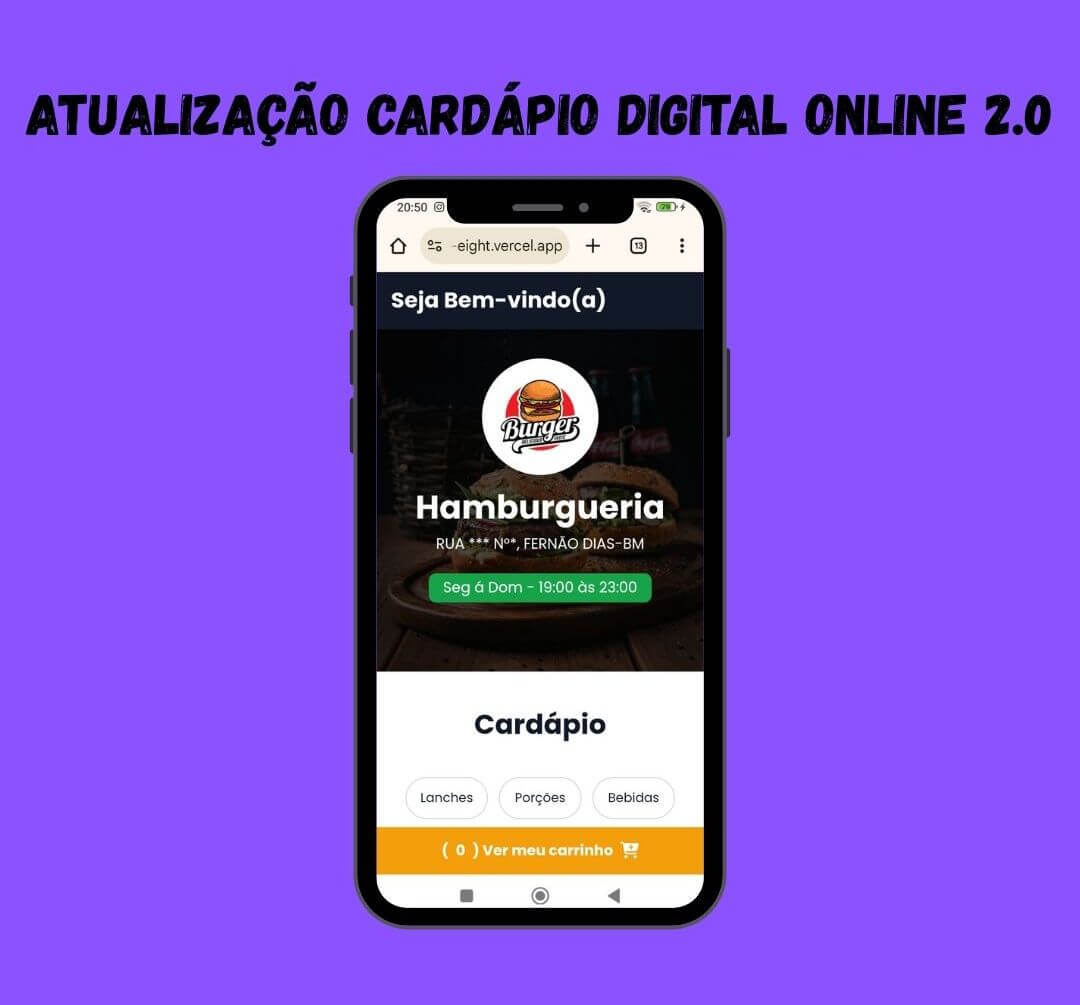 ATUALIZAÇÃO CARDÁPIO DIGITAL ONLINE 2.0
20:50
-eight.vercel.app
13
Seja Bem-vindo(a)
Burger
Hamburgueria
RUA *** Nº*, FERNÃO DIAS-BM
Seg á Dom - 19:00 às 23:00
Cardápio
Lanches Porções Bebidas
( 0 ) Ver meu carrinho